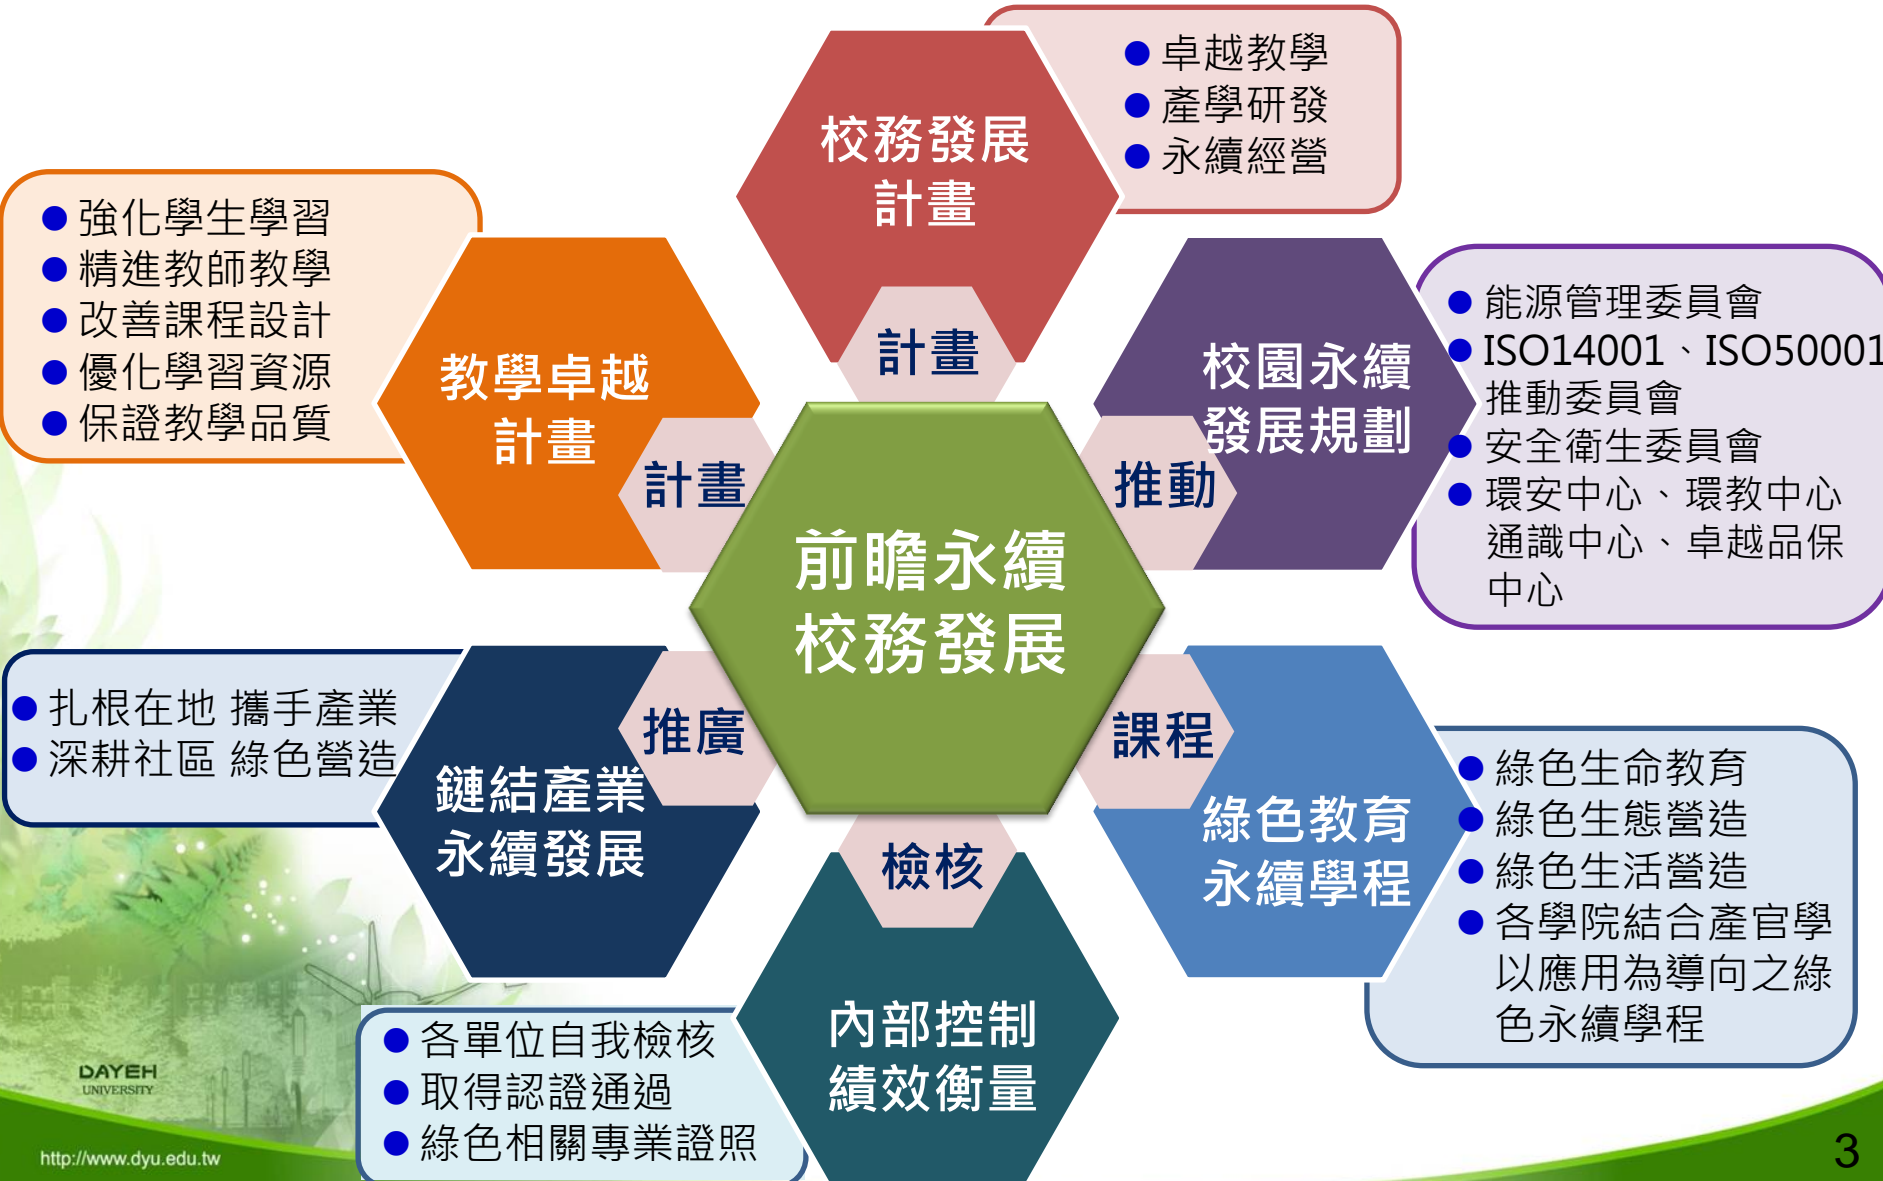 卓越教學
產學研發
永續經營
校務發展
計畫
計畫
強化學生學習
精進教師教學
改善課程設計
優化學習資源
保證教學品質
教學卓越
計畫
計畫
校園永續
發展規劃
推動
能源管理委員會
ISO14001、ISO50001
推動委員會
安全衛生委員會
環安中心、環教中心
通識中心、卓越品保
中心
前瞻永續
校務發展
扎根在地 攜手產業
深耕社區 綠色營造
推廣
鏈結產業
永續發展
課程
綠色教育
永續學程
綠色生命教育
綠色生態營造
綠色生活營造
各學院結合產官學
以應用為導向之綠
色永續學程
檢核
內部控制
績效衡量
各單位自我檢核
取得認證通過
綠色相關專業證照
DAYEH
UNIVERSITY
http://www.dyu.edu.tw
3